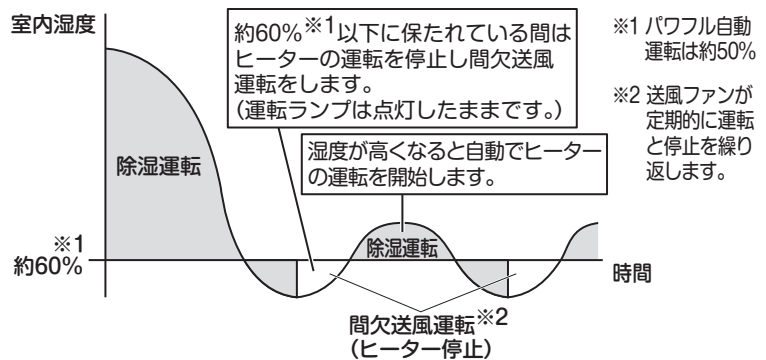 室内湿度
約60%※1以下に保たれている間は
ヒーターの運転を停止し間欠送風
運転をします。
(運転ランプは点灯したままです。)
※1 パワフル自動
運転は約50%
※2 送風ファンが
定期的に運転
と停止を繰り
返します。
湿度が高くなると自動でヒーター
の運転を開始します。
除湿運転
除湿運転
※1
約60%
時間
間欠送風運転※2
(ヒーター停止)